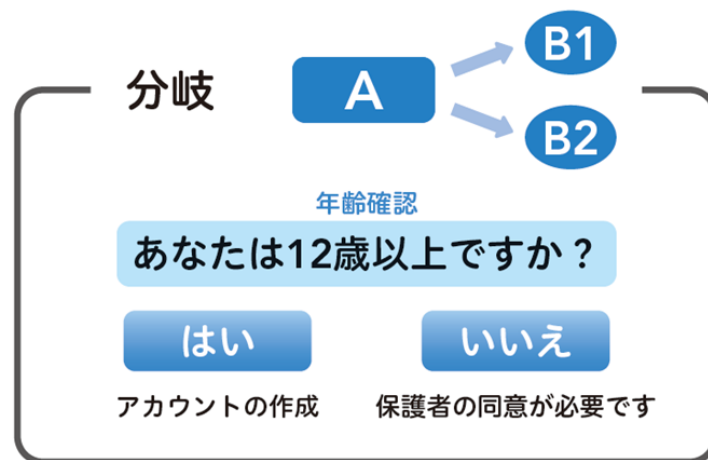 分岐
A
B1
B2
年齢確認
あなたは12歳以上ですか？
はい
いいえ
アカウントの作成
保護者の同意が必要です